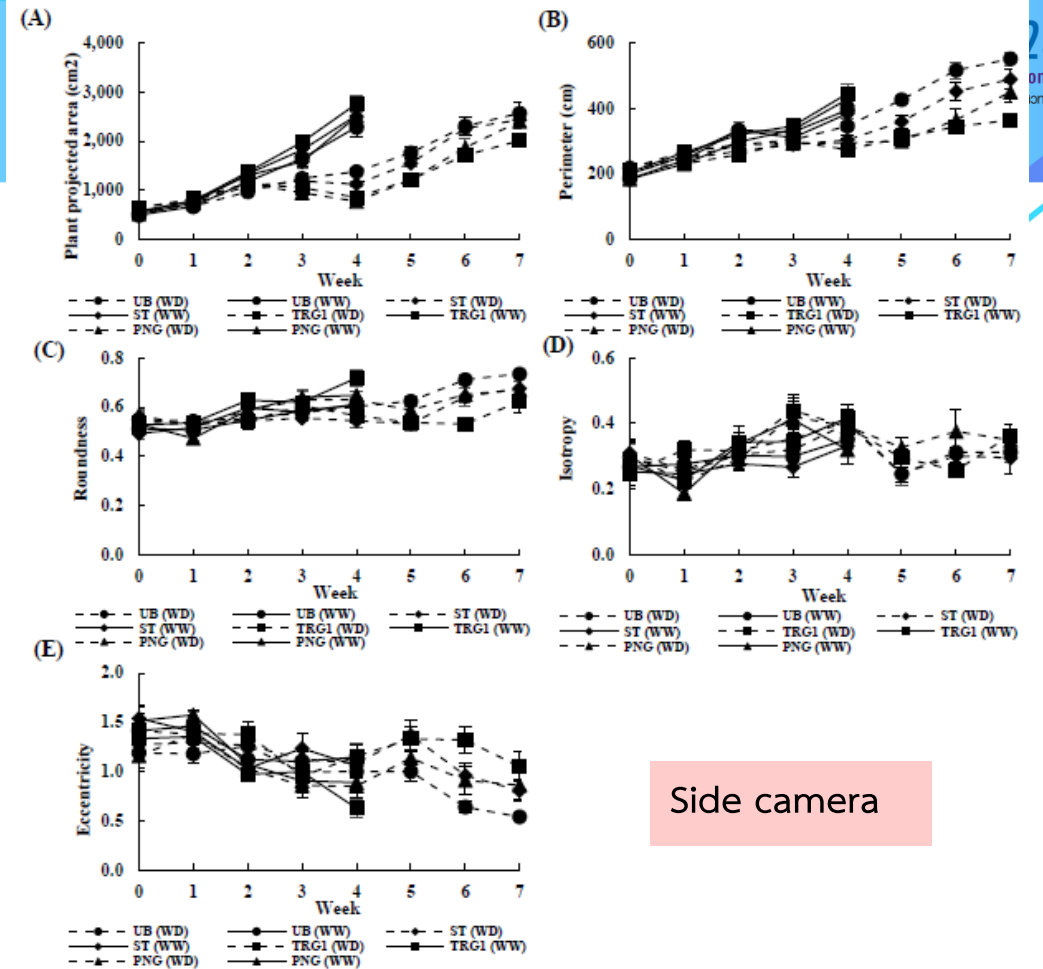 (A)
Plant projected area (cm2)
4,000
3,000
2,000
1,000
0
0 1 2 3 4 5 6 7
Week
UB (WD) UB (WW) ST (WD)
ST (WW) TRG1 (WD) TRG1 (WW)
PNG (WD) PNG (WW)
(B)
Perimeter (cm)
600
400
200
0
0 1 2 3 4 5 6 7
Week
UB (WD) UB (WW) ST (WD)
ST (WW) TRG1 (WD) TRG1 (WW)
PNG (WD) PNG (WW)
(C)
Roundness
0.8
0.6
0.4
0.2
0.0
0 1 2 3 4 5 6 7
Week
UB (WD) UB (WW) ST (WD)
ST (WW) TRG1 (WD) TRG1 (WW)
PNG (WD) PNG (WW)
(D)
Isotropy
0.6
0.4
0.2
0.0
0 1 2 3 4 5 6 7
Week
UB (WD) UB (WW) ST (WD)
ST (WW) TRG1 (WD) TRG1 (WW)
PNG (WD) PNG (WW)
(E)
Eccentricity
2.0
1.5
1.0
0.5
0.0
0 1 2 3 4 5 6 7
Week
UB (WD) UB (WW) ST (WD)
ST (WW) TRG1 (WD) TRG1 (WW)
PNG (WD) PNG (WW)
Side camera